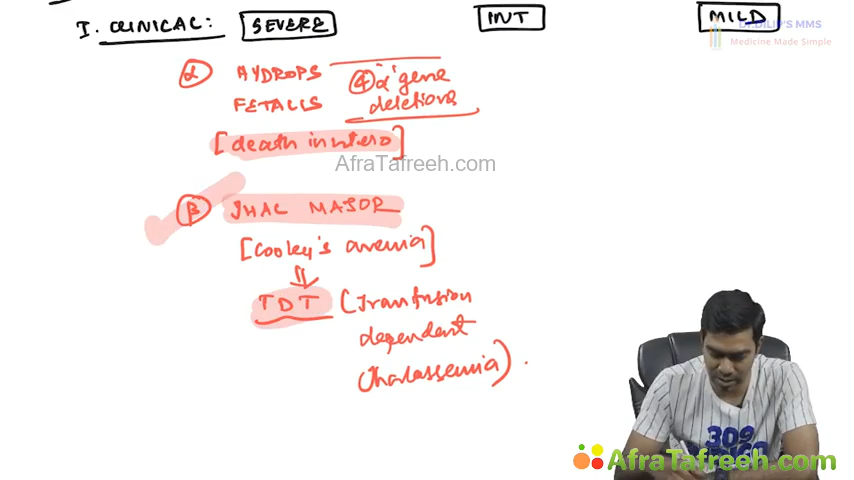 I. CLINICAL: SEVERE INT MILD
Dr.DILIP'S MMS
Medicine Made Simple
α HYDROPS FETALIS ④ "α" gene deletions
[death in utero]
AfraTafreeh.com
β THAL MAJOR
[Cooley's anemia]
⇓
TDT (Transfusion
dependent
thalassemia).
309
AfraTafreeh.com